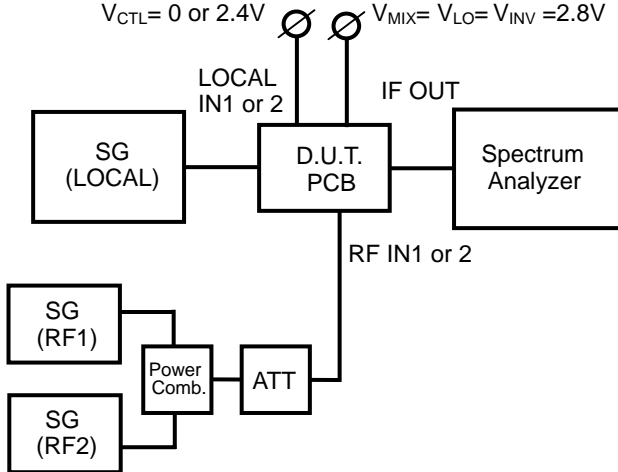 VCTL= 0 or 2.4V
VMIX= VLO= VINV =2.8V
LOCAL
IN1 or 2
IF OUT
SG
(LOCAL)
D.U.T.
PCB
Spectrum
Analyzer
RF IN1 or 2
SG
(RF1)
Power
Comb.
ATT
SG
(RF2)